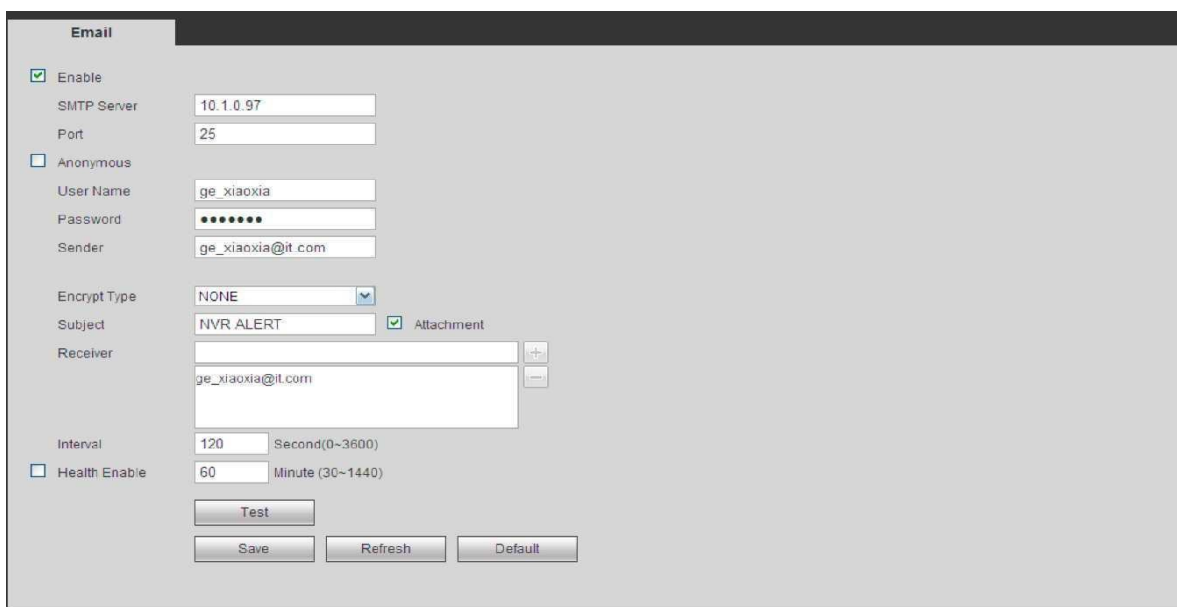 Email
Enable
SMTP Server 10.1.0.97
Port 25
Anonymous
User Name ge_xiaoxia
Password •••••••
Sender ge_xiaoxia@it.com
Encrypt Type NONE
Subject NVR ALERT Attachment
Receiver
ge_xiaoxia@it.com
Interval 120 Second(0~3600)
Health Enable 60 Minute (30~1440)
Test
Save Refresh Default